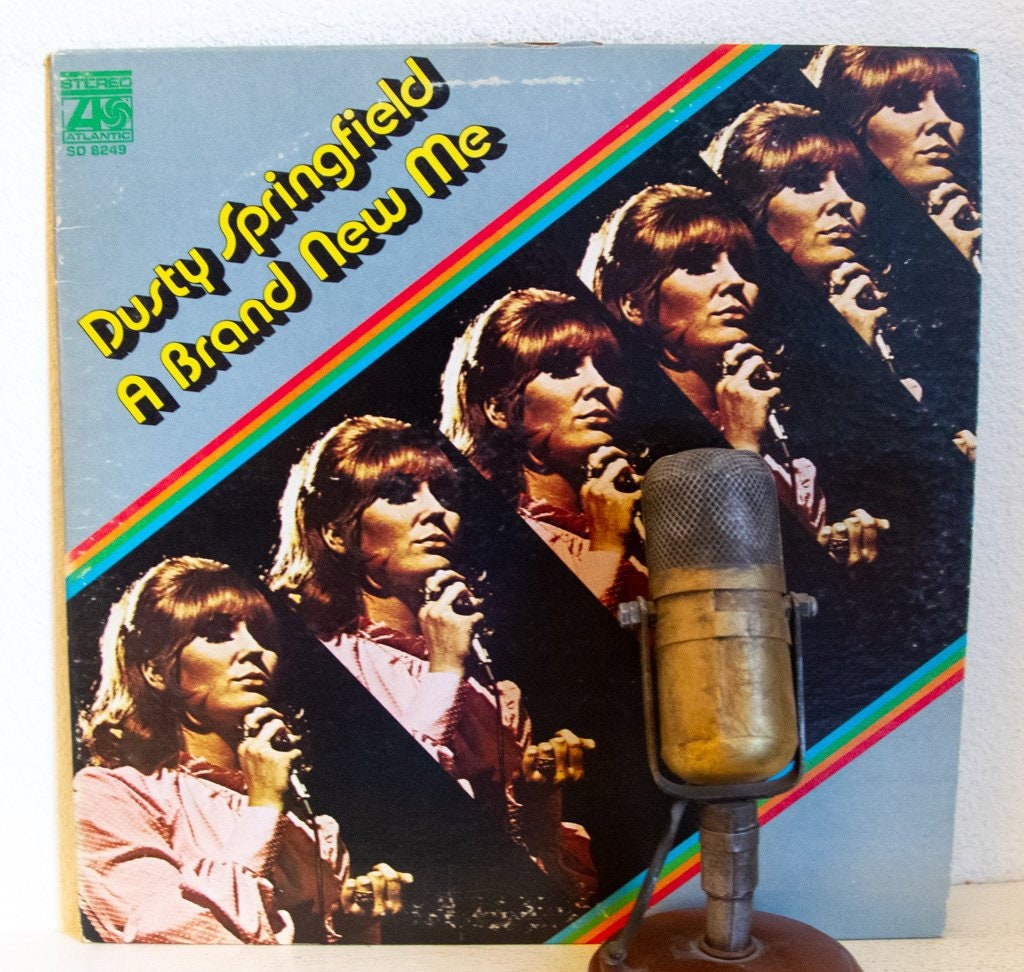 STEREO
ATLANTIC
SD 8249
Dusty Springfield
A Brand New Me